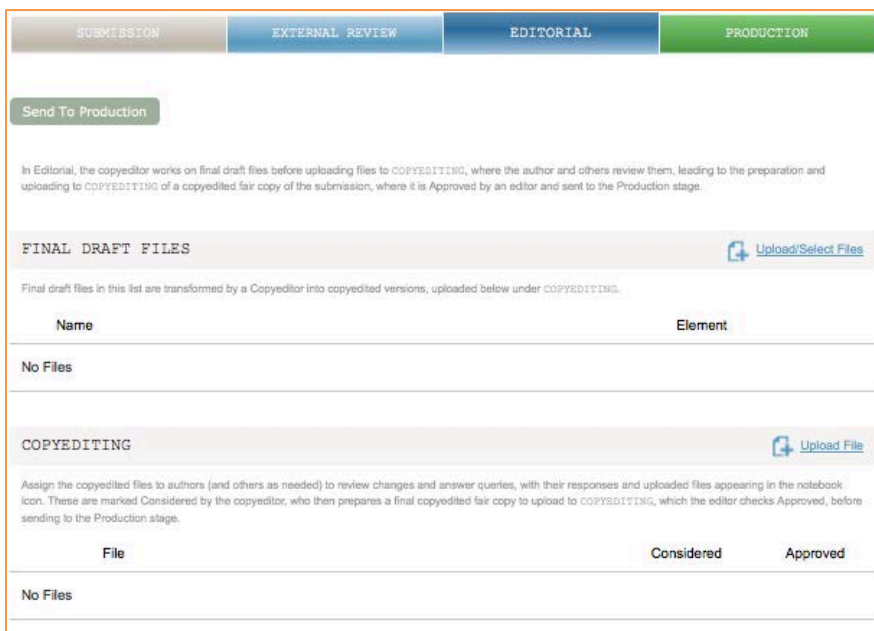 SUBMISSION EXTERNAL REVIEW EDITORIAL PRODUCTION
Send To Production
In Editorial, the copyeditor works on final draft files before uploading files to COPYEDITING, where the author and others review them, leading to the preparation and
uploading to COPYEDITING of a copyedited fair copy of the submission, where it is Approved by an editor and sent to the Production stage.
FINAL DRAFT FILES Upload/Select Files
Final draft files in this list are transformed by a Copyeditor into copyedited versions, uploaded below under COPYEDITING.
Name Element
No Files
COPYEDITING Upload File
Assign the copyedited files to authors (and others as needed) to review changes and answer queries, with their responses and uploaded files appearing in the notebook
icon. These are marked Considered by the copyeditor, who then prepares a final copyedited fair copy to upload to COPYEDITING, which the editor checks Approved, before
sending to the Production stage.
File Considered Approved
No Files